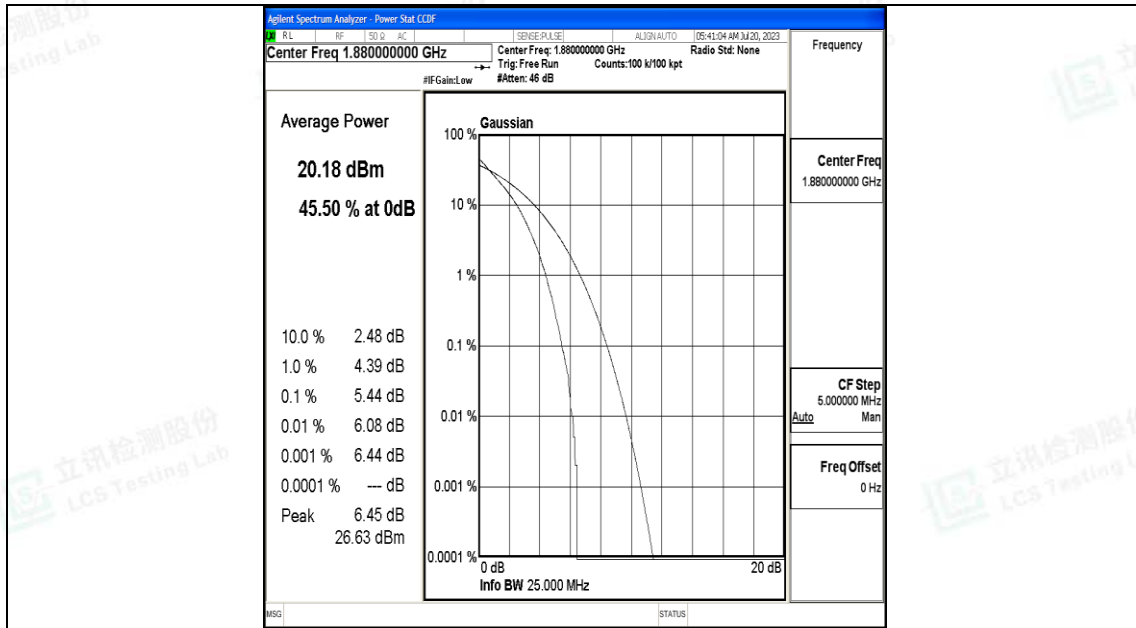 Agilent Spectrum Analyzer - Power Stat CCDF
RL RF 50 Ω AC SENSE:PULSE ALIGN AUTO 05:41:04 AM Jul 20, 2023
Center Freq 1.880000000 GHz
Center Freq: 1.880000000 GHz Radio Std: None
Trig: Free Run Counts:100 k/100 kpt
#IFGain:Low #Atten: 46 dB
Frequency
Average Power
20.18 dBm
45.50 % at 0dB
10.0 % 2.48 dB
1.0 % 4.39 dB
0.1 % 5.44 dB
0.01 % 6.08 dB
0.001 % 6.44 dB
0.0001 % --- dB
Peak 6.45 dB
26.63 dBm
Gaussian
100 %
10 %
1 %
0.1 %
0.01 %
0.001 %
0.0001 %
0 dB 20 dB
Info BW 25.000 MHz
Center Freq
1.880000000 GHz
CF Step
5.000000 MHz
Auto Man
Freq Offset
0 Hz
MSG STATUS
立讯检测股份
LCS Testing Lab
立讯检测股份